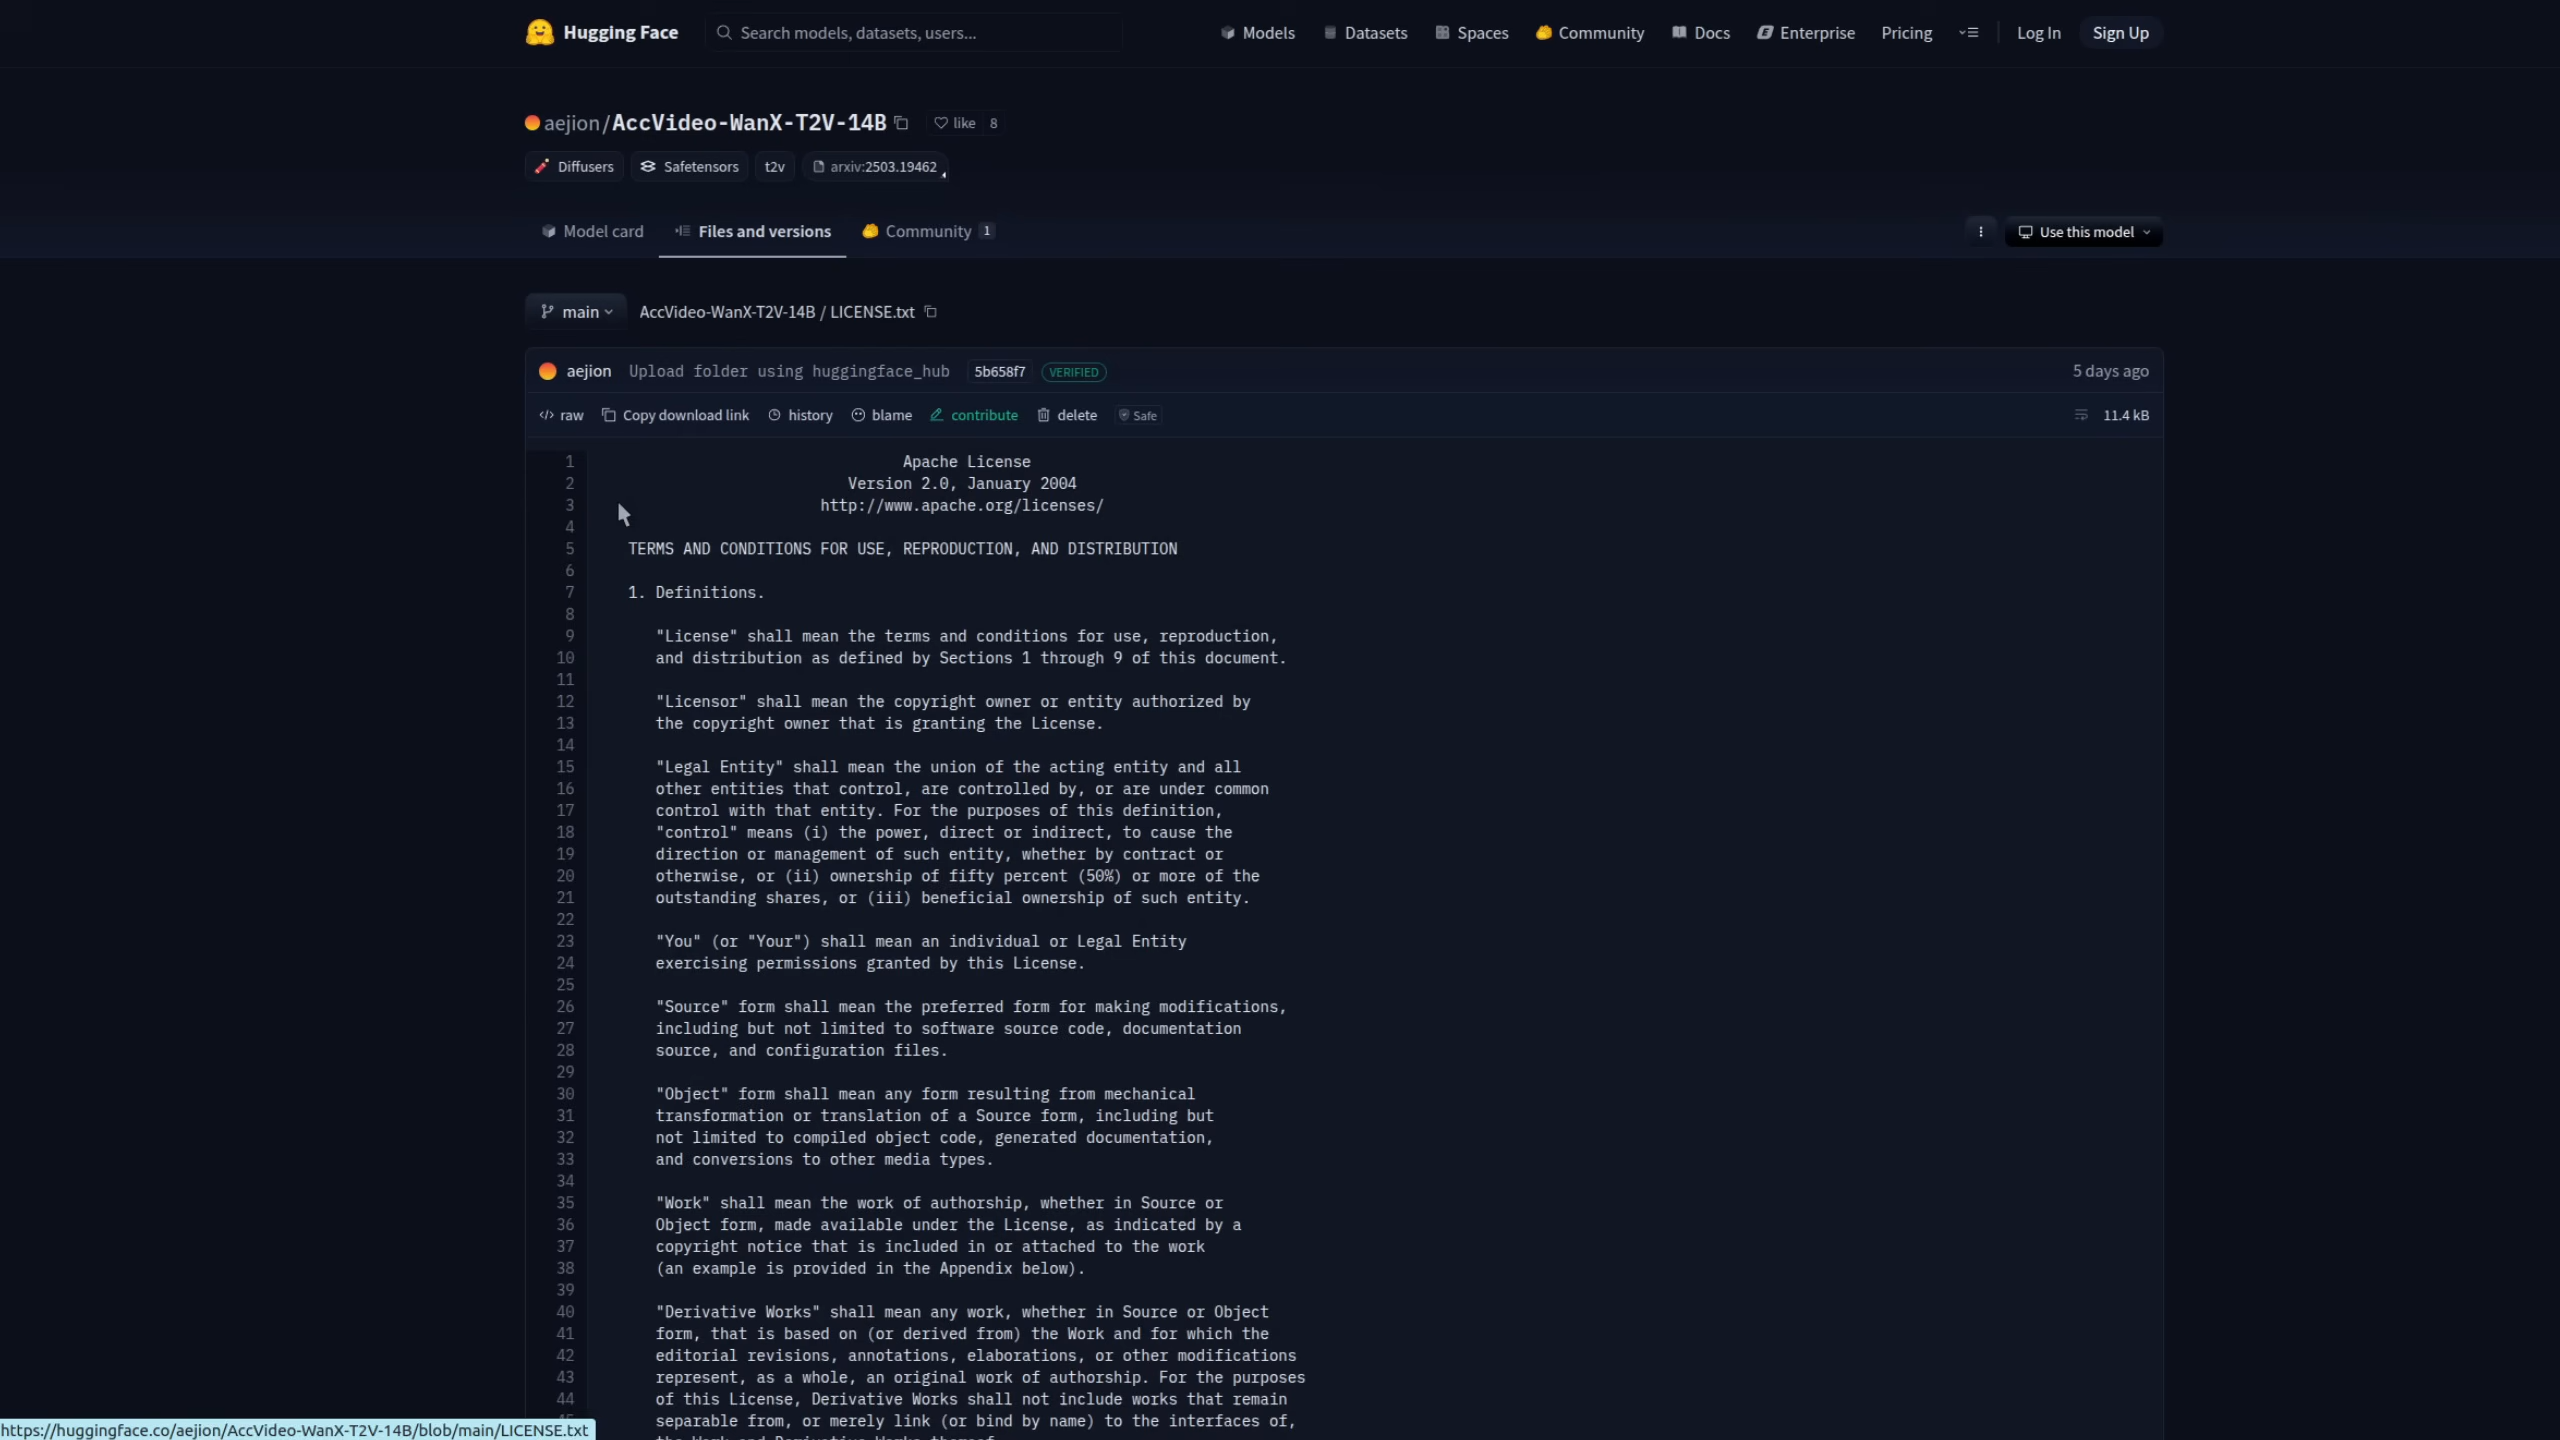 Hugging Face
Search models, datasets, users...
Models
Datasets
Spaces
Community
Docs
Enterprise
Pricing
Log In
Sign Up
aejion/AccVideo-WanX-T2V-14B
like 8
Diffusers
Safetensors
t2v
arxiv:2503.19462
Model card
Files and versions
Community 1
Use this model
main
AccVideo-WanX-T2V-14B / LICENSE.txt
aejion Upload folder using huggingface_hub 5b658f7 VERIFIED 5 days ago
</> raw Copy download link history blame contribute delete Safe 11.4 kB
1 Apache License
2 Version 2.0, January 2004
3 http://www.apache.org/licenses/
4
5 TERMS AND CONDITIONS FOR USE, REPRODUCTION, AND DISTRIBUTION
6
7 1. Definitions.
8
9 "License" shall mean the terms and conditions for use, reproduction,
10 and distribution as defined by Sections 1 through 9 of this document.
11
12 "Licensor" shall mean the copyright owner or entity authorized by
13 the copyright owner that is granting the License.
14
15 "Legal Entity" shall mean the union of the acting entity and all
16 other entities that control, are controlled by, or are under common
17 control with that entity. For the purposes of this definition,
18 "control" means (i) the power, direct or indirect, to cause the
19 direction or management of such entity, whether by contract or
20 otherwise, or (ii) ownership of fifty percent (50%) or more of the
21 outstanding shares, or (iii) beneficial ownership of such entity.
22
23 "You" (or "Your") shall mean an individual or Legal Entity
24 exercising permissions granted by this License.
25
26 "Source" form shall mean the preferred form for making modifications,
27 including but not limited to software source code, documentation
28 source, and configuration files.
29
30 "Object" form shall mean any form resulting from mechanical
31 transformation or translation of a Source form, including but
32 not limited to compiled object code, generated documentation,
33 and conversions to other media types.
34
35 "Work" shall mean the work of authorship, whether in Source or
36 Object form, made available under the License, as indicated by a
37 copyright notice that is included in or attached to the work
38 (an example is provided in the Appendix below).
39
40 "Derivative Works" shall mean any work, whether in Source or Object
41 form, that is based on (or derived from) the Work and for which the
42 editorial revisions, annotations, elaborations, or other modifications
43 represent, as a whole, an original work of authorship. For the purposes
44 of this License, Derivative Works shall not include works that remain
separable from, or merely link (or bind by name) to the interfaces of,
https://huggingface.co/aejion/AccVideo-WanX-T2V-14B/blob/main/LICENSE.txt